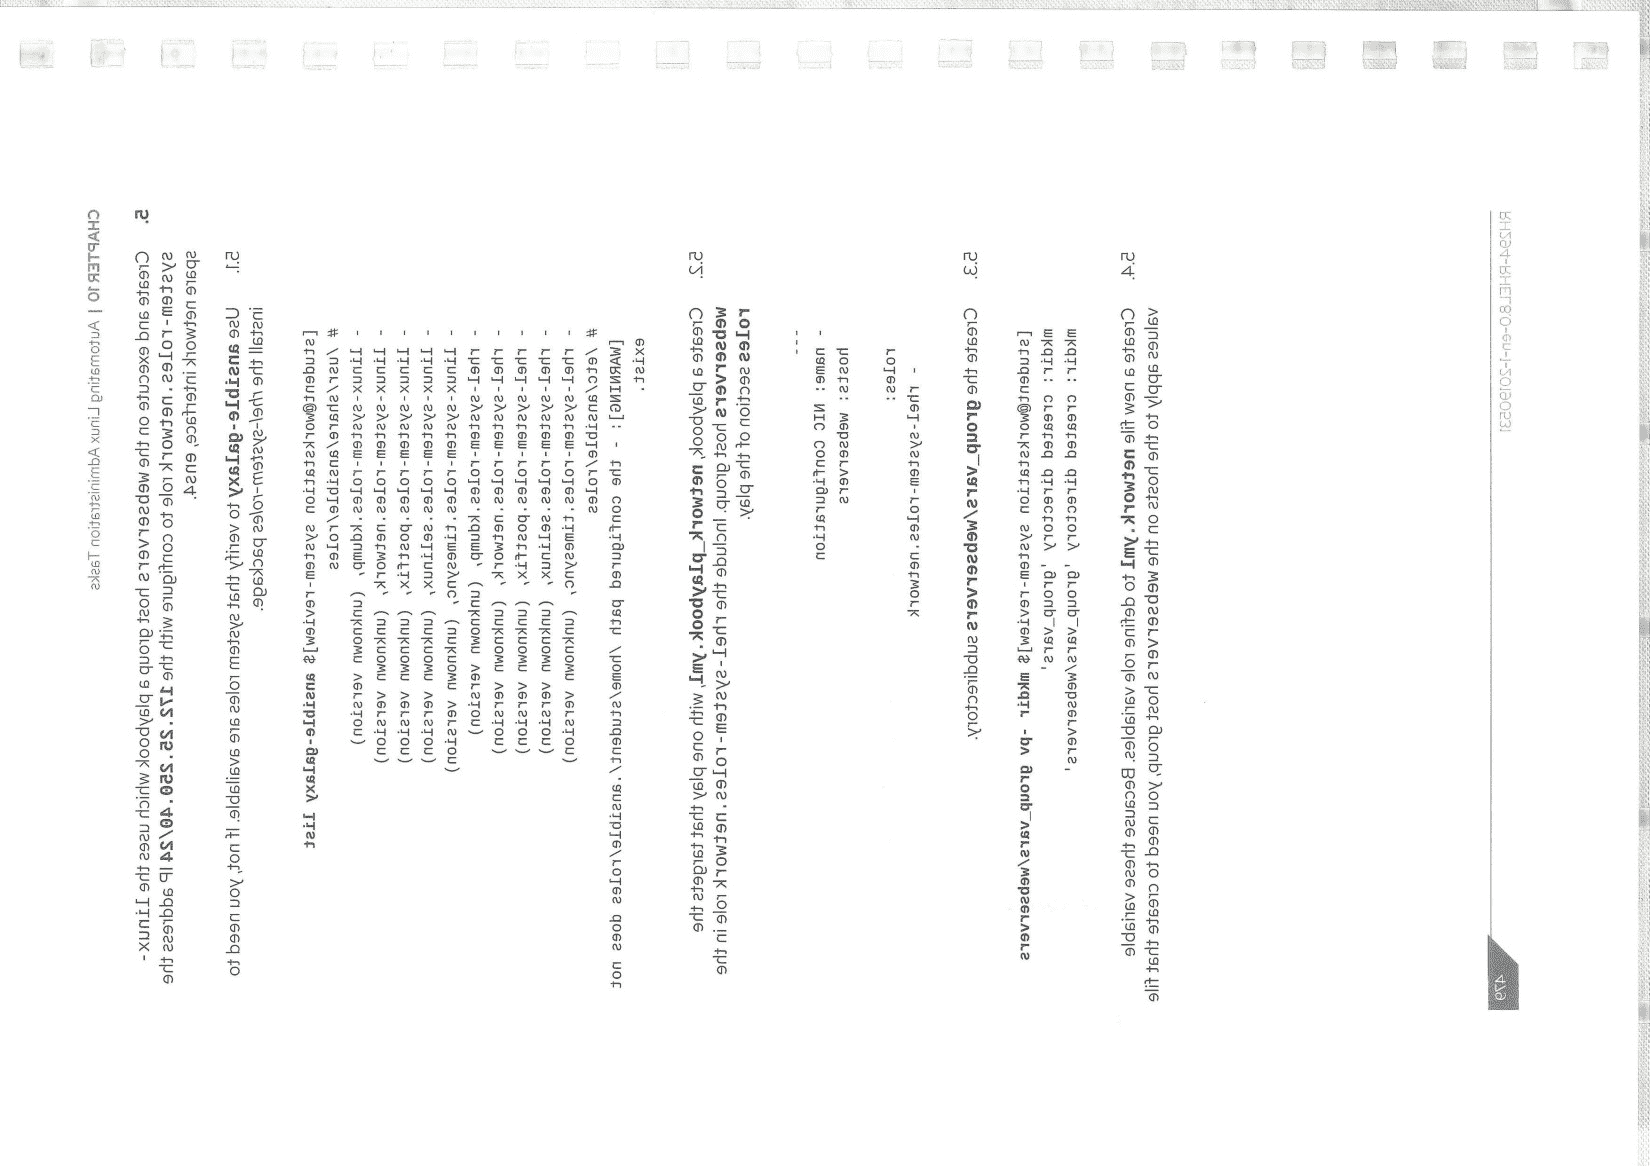 CHAPTER 10 | Automating Linux Administration Tasks
5. Create and execute on the webservers host group a playbook which uses the linux-
system-roles.network role to configure with the 172.25.250.40/24 IP address the
spare network interface, ens4.
5.1. Use ansible-galaxy to verify that system roles are available. If not, you need to
install the rhel-system-roles package.
[student@workstation system-review]$ ansible-galaxy list
# /usr/share/ansible/roles
- linux-system-roles.kdump, (unknown version)
- linux-system-roles.network, (unknown version)
- linux-system-roles.postfix, (unknown version)
- linux-system-roles.selinux, (unknown version)
- linux-system-roles.timesync, (unknown version)
- rhel-system-roles.kdump, (unknown version)
- rhel-system-roles.network, (unknown version)
- rhel-system-roles.postfix, (unknown version)
- rhel-system-roles.selinux, (unknown version)
- rhel-system-roles.timesync, (unknown version)
# /etc/ansible/roles
[WARNING]: - the configured path /home/student/.ansible/roles does not
exist.
5.2. Create a playbook, network_playbook.yml, with one play that targets the
webservers host group. Include the rhel-system-roles.network role in the
roles section of the play.
---
- name: NIC Configuration
hosts: webservers
roles:
- rhel-system-roles.network
5.3. Create the group_vars/webservers subdirectory.
[student@workstation system-review]$ mkdir -pv group_vars/webservers
mkdir: created directory 'group_vars'
mkdir: created directory 'group_vars/webservers'
5.4. Create a new file network.yml to define role variables. Because these variable
values apply to the hosts on the webservers host group, you need to create that file
RH294-RHEL8.0-en-1-20190531
479